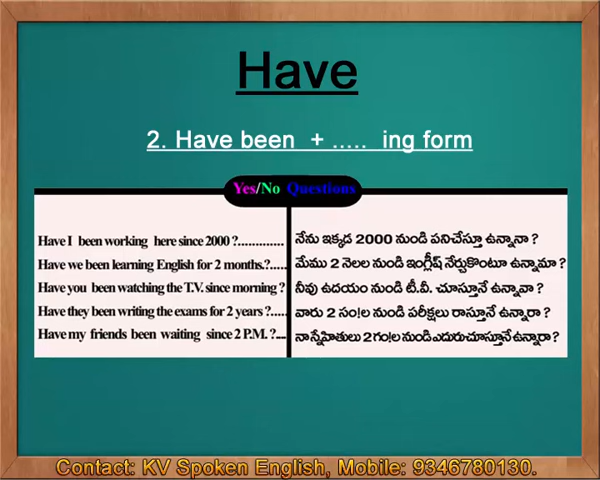 Have
2. Have been + ..... ing form
Yes/No Questions
Have I been working here since 2000 ?.............
Have we been learning English for 2 months.?.....
Have you been watching the T.V. since morning ?
Have they been writing the exams for 2 years ?.....
Have my friends been waiting since 2 P.M. ?....
నేను ఇక్కడ 2000 నుండి పనిచేస్తూ ఉన్నానా ?
మేము 2 నెలల నుండి ఇంగ్లీష్ నేర్చుకొంటూ ఉన్నామా ?
నీవు ఉదయం నుండి టి.వీ. చూస్తూనే ఉన్నావా ?
వారు 2 సం!ల నుండి పరీక్షలు రాస్తూనే ఉన్నారా ?
నా స్నేహితులు 2గం!ల నుండి ఎదురుచూస్తూనే ఉన్నారా ?
Contact: KV Spoken English, Mobile: 9346780130.